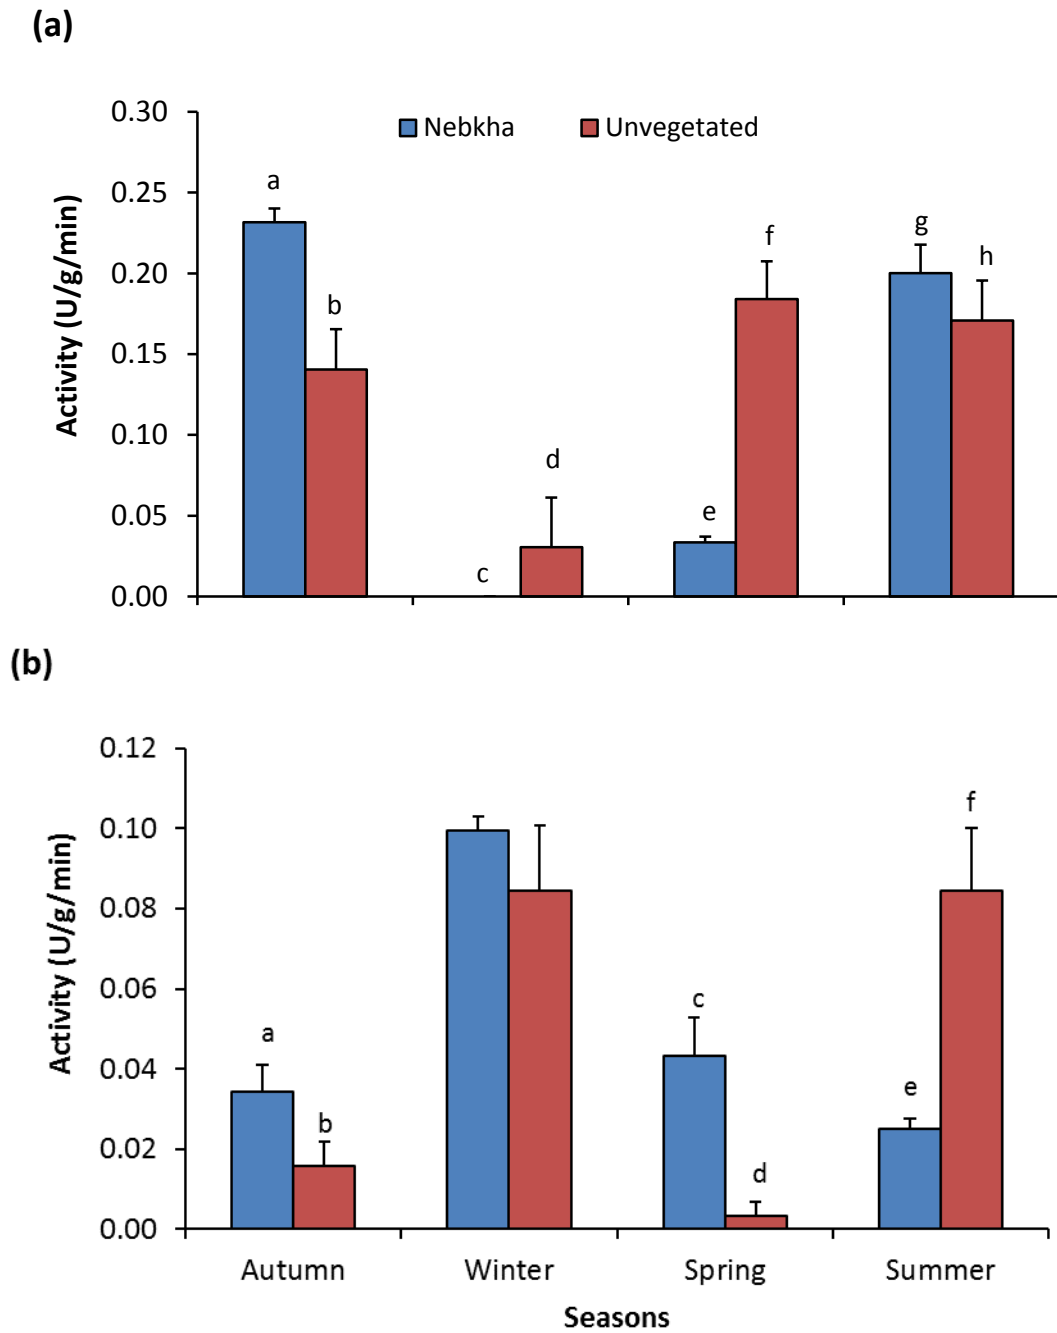 (a)
Nebkha Unvegetated
Activity (U/g/min)
0.30
0.25
0.20
0.15
0.10
0.05
0.00
a
b
c
d
e
f
g
h
(b)
Activity (U/g/min)
0.12
0.10
0.08
0.06
0.04
0.02
0.00
a
b
c
d
e
f
Autumn Winter Spring Summer
Seasons